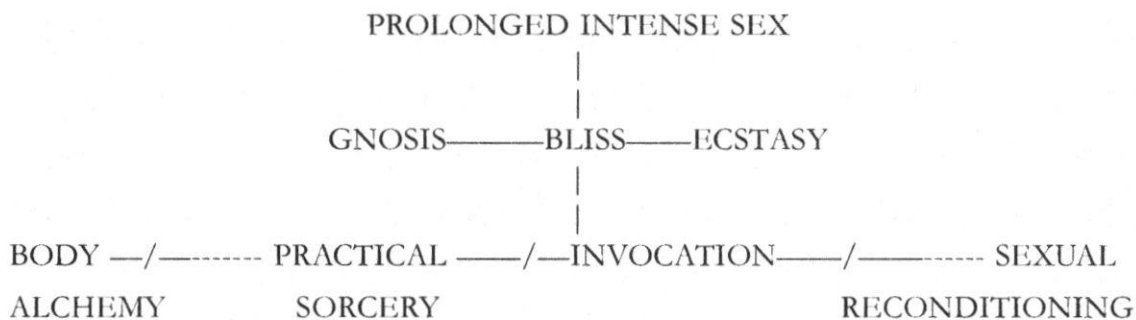 PROLONGED INTENSE SEX
GNOSIS———BLISS——ECSTASY
BODY —/—------ PRACTICAL ——/—INVOCATION——/——----- SEXUAL
ALCHEMY SORCERY RECONDITIONING